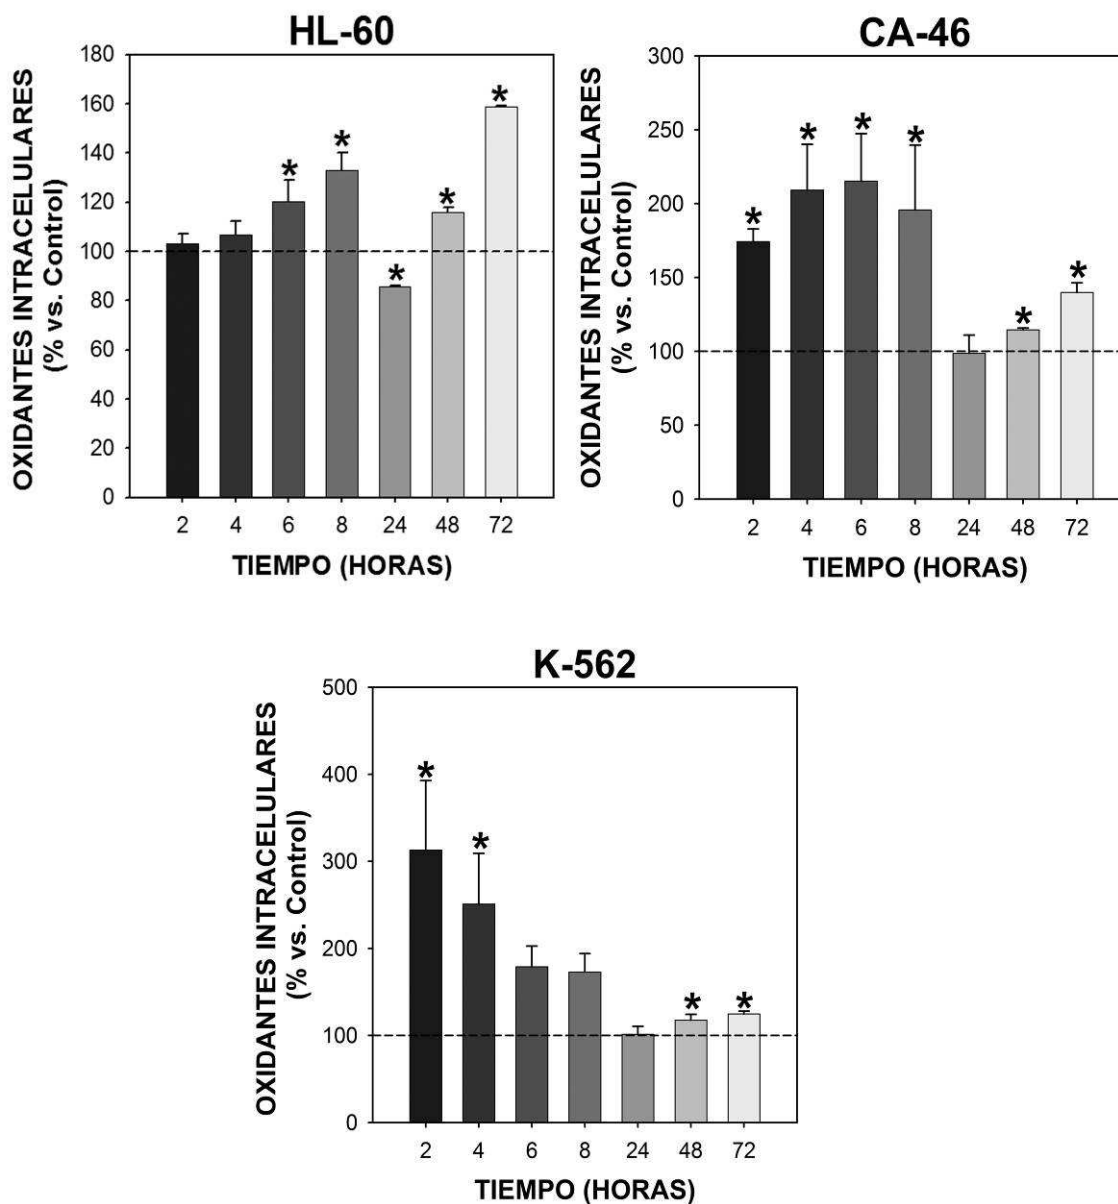 HL-60
OXIDANTES INTRACELULARES
(% vs. Control)
180
160
140
120
100
80
60
40
20
0
* * * * *
2 4 6 8 24 48 72
TIEMPO (HORAS)
CA-46
OXIDANTES INTRACELULARES
(% vs. Control)
300
250
200
150
100
50
0
* * * * * *
2 4 6 8 24 48 72
TIEMPO (HORAS)
K-562
OXIDANTES INTRACELULARES
(% vs. Control)
500
400
300
200
100
0
* * * *
2 4 6 8 24 48 72
TIEMPO (HORAS)